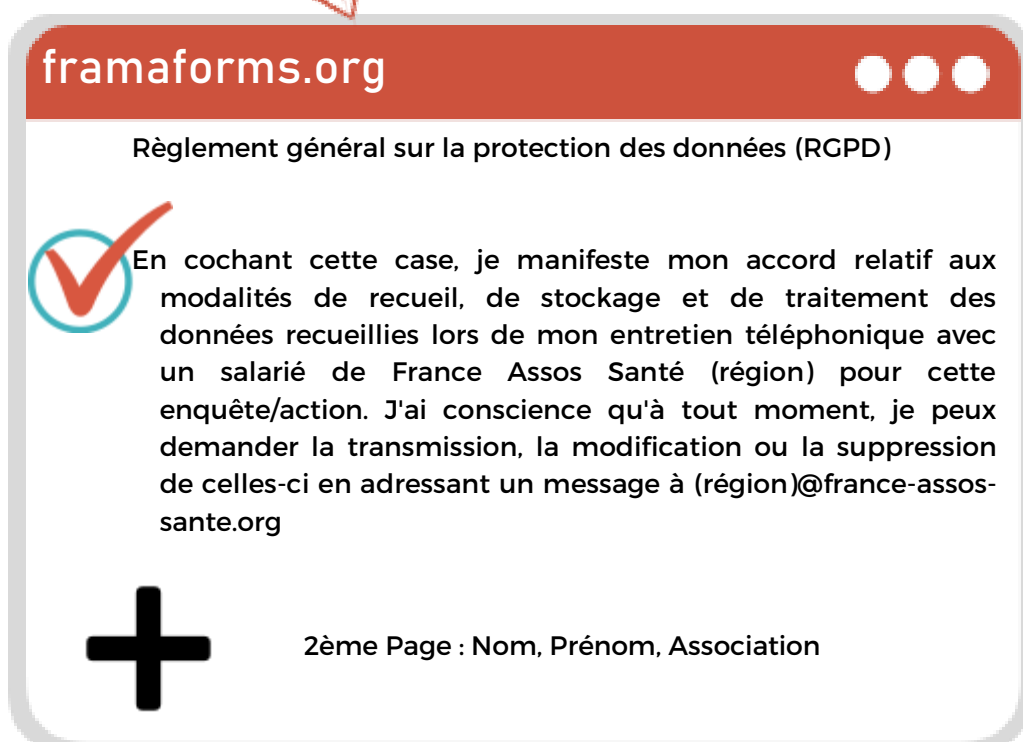 framaforms.org
Règlement général sur la protection des données (RGPD)
En cochant cette case, je manifeste mon accord relatif aux
modalités de recueil, de stockage et de traitement des
données recueillies lors de mon entretien téléphonique avec
un salarié de France Assos Santé (région) pour cette
enquête/action. J'ai conscience qu'à tout moment, je peux
demander la transmission, la modification ou la suppression
de celles-ci en adressant un message à (région)@france-assos-
sante.org
2ème Page : Nom, Prénom, Association